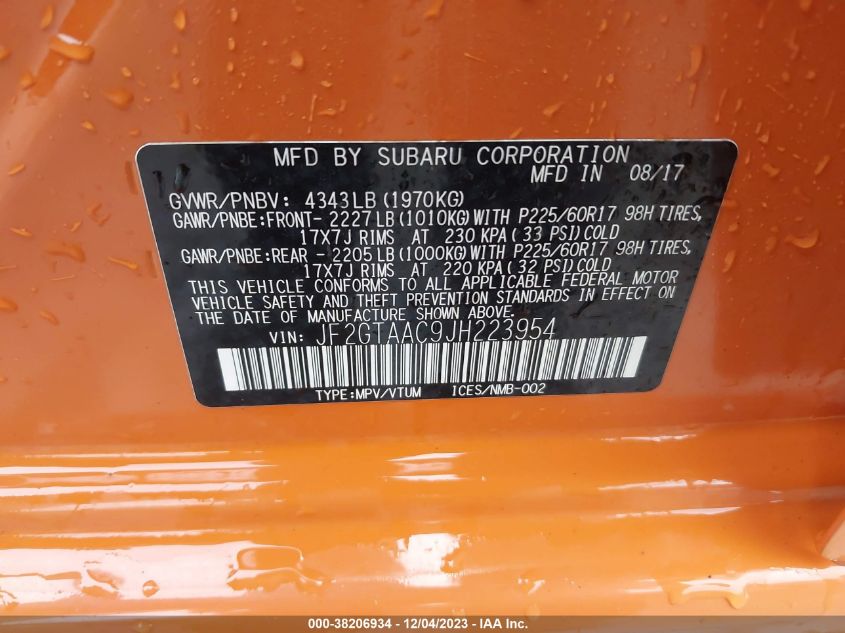 MFD BY SUBARU CORPORATION
MFD IN 08/17
GVWR/PNBV: 4343LB(1970KG)
GAWR/PNBE:FRONT- 2227LB(1010KG)WITH P225/60R17 98H TIRES,
17X7J RIMS AT 230 KPA(33 PSI)COLD
GAWR/PNBE:REAR - 2205LB(1000KG)WITH P225/60R17 98H TIRES,
17X7J RIMS AT 220 KPA(32 PSI)COLD
THIS VEHICLE CONFORMS TO ALL APPLICABLE FEDERAL MOTOR
VEHICLE SAFETY AND THEFT PREVENTION STANDARDS IN EFFECT ON
THE DATE OF MANUFACTURE SHOWN ABOVE.
VIN: JF2GTAAC9JH223954
TYPE:MPV/VTUM ICES/NMB-002
000-38206934 - 12/04/2023 - IAA Inc.